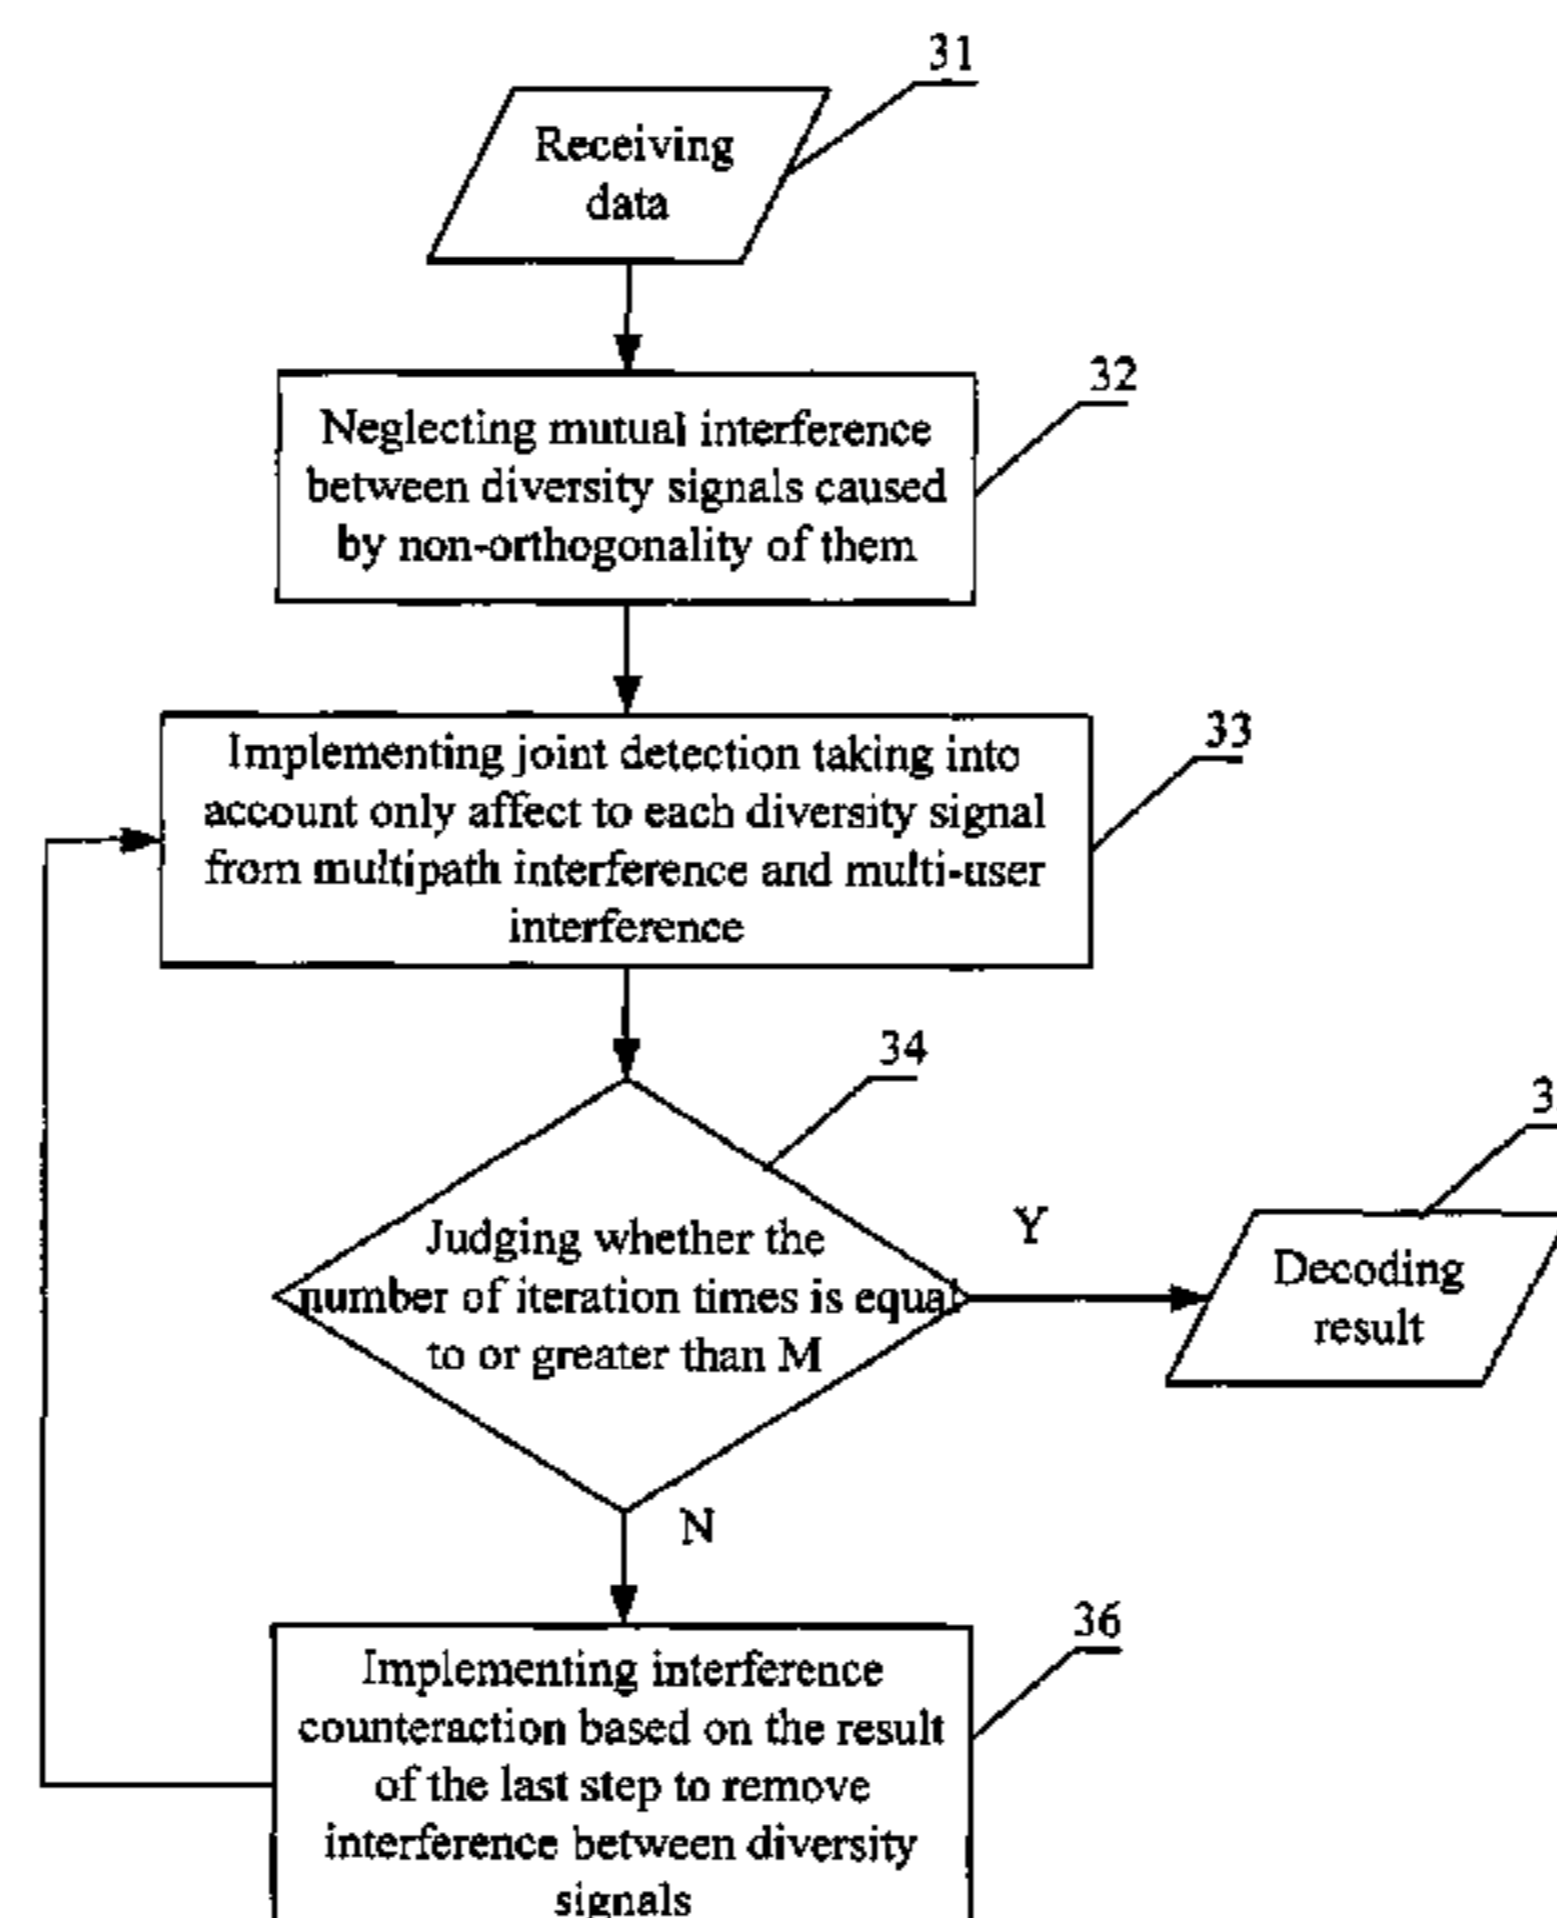 31
Receiving
data
32
Neglecting mutual interference
between diversity signals caused
by non-orthogonality of them
33
Implementing joint detection taking into
account only affect to each diversity signal
from multipath interference and multi-user
interference
34
Judging whether the
number of iteration times is equal
to or greater than M
Y
Decoding
result
N
36
Implementing interference
counteraction based on the result
of the last step to remove
interference between diversity
signals